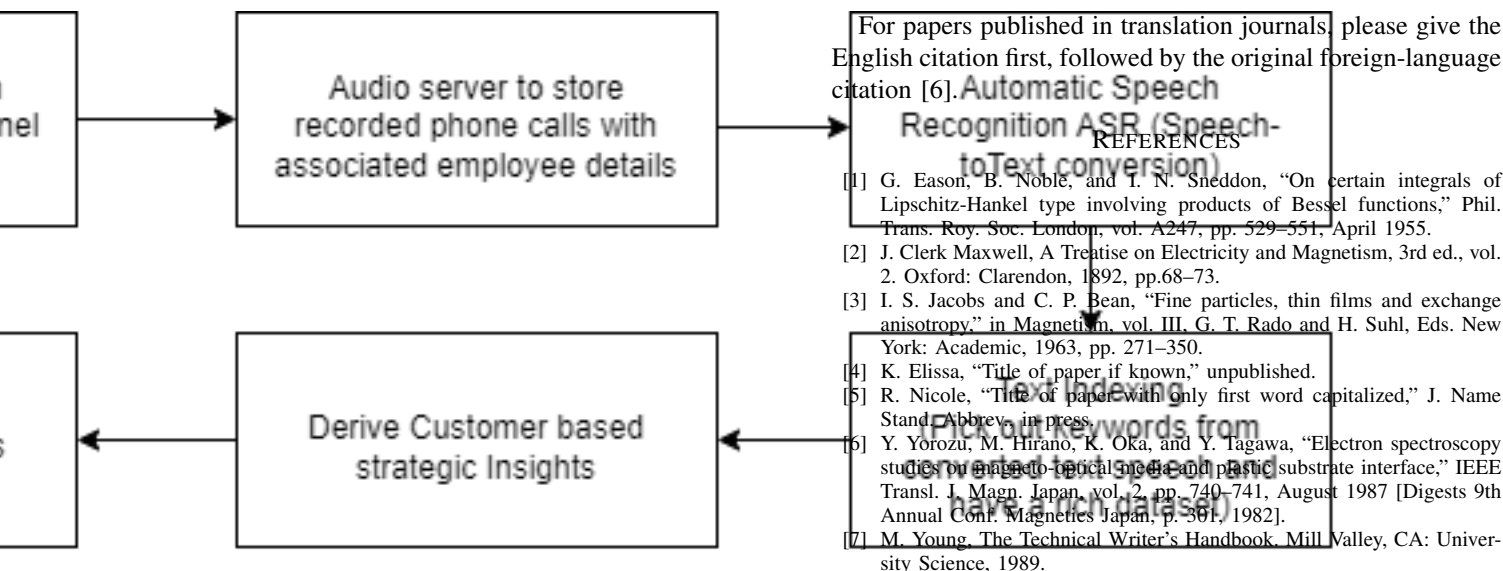 nel
Audio server to store
recorded phone calls with
associated employee details
Automatic Speech
Recognition ASR (Speech-
toText conversion)
s
Derive Customer based
strategic Insights
Text Indexing
(Pick out keywords from
converted text speech and
have a rich dataset)
For papers published in translation journals, please give the
English citation first, followed by the original foreign-language
citation [6].
REFERENCES
[1] G. Eason, B. Noble, and I. N. Sneddon, “On certain integrals of
Lipschitz-Hankel type involving products of Bessel functions,” Phil.
Trans. Roy. Soc. London, vol. A247, pp. 529–551, April 1955.
[2] J. Clerk Maxwell, A Treatise on Electricity and Magnetism, 3rd ed., vol.
2. Oxford: Clarendon, 1892, pp.68–73.
[3] I. S. Jacobs and C. P. Bean, “Fine particles, thin films and exchange
anisotropy,” in Magnetism, vol. III, G. T. Rado and H. Suhl, Eds. New
York: Academic, 1963, pp. 271–350.
[4] K. Elissa, “Title of paper if known,” unpublished.
[5] R. Nicole, “Title of paper with only first word capitalized,” J. Name
Stand. Abbrev., in press.
[6] Y. Yorozu, M. Hirano, K. Oka, and Y. Tagawa, “Electron spectroscopy
studies on magneto-optical media and plastic substrate interface,” IEEE
Transl. J. Magn. Japan, vol. 2, pp. 740–741, August 1987 [Digests 9th
Annual Conf. Magnetics Japan, p. 301, 1982].
[7] M. Young, The Technical Writer’s Handbook. Mill Valley, CA: Univer-
sity Science, 1989.